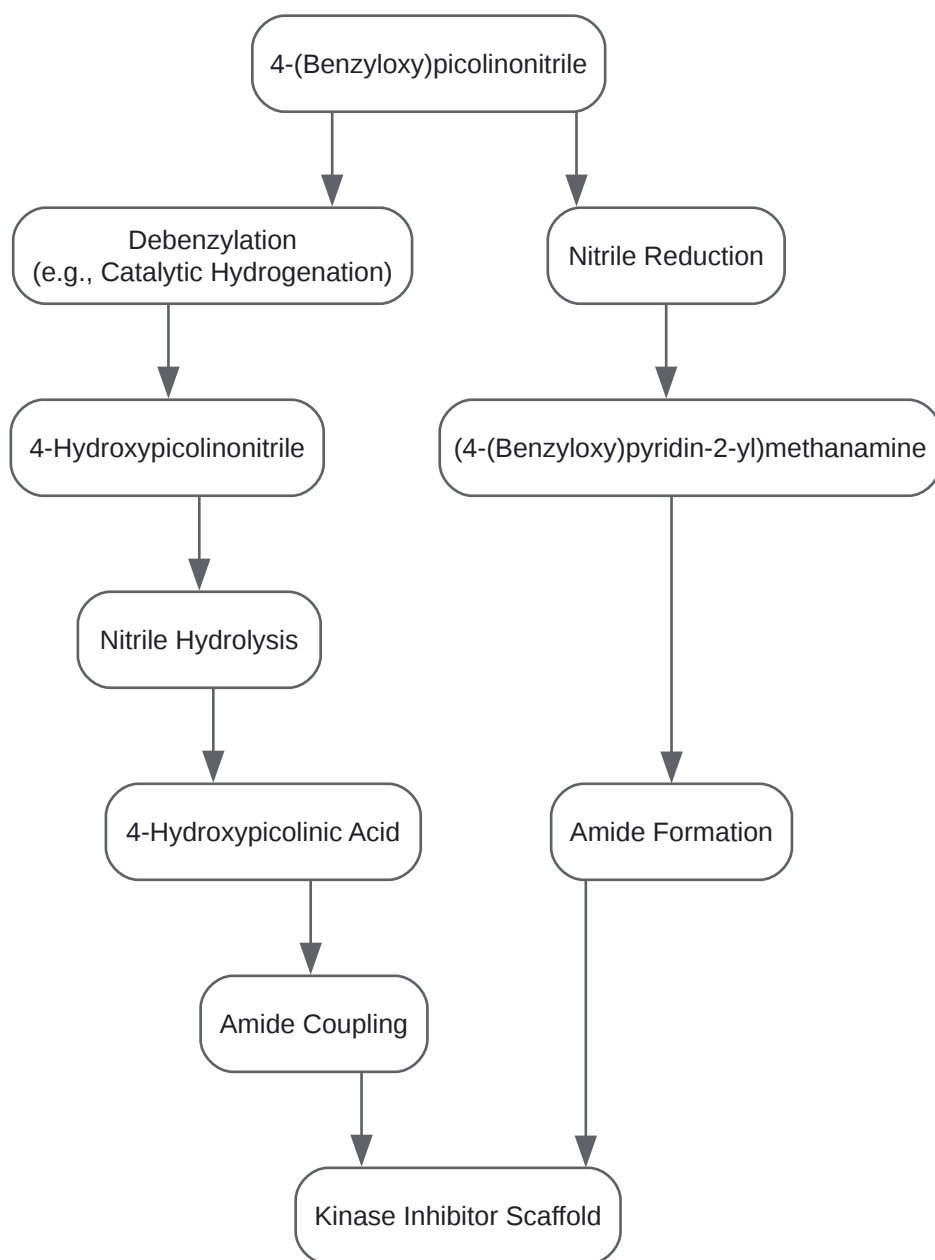 4-(Benzyloxy)picolinonitrile
Debenzylation
(e.g., Catalytic Hydrogenation)
Nitrile Reduction
4-Hydroxypicolinonitrile
(4-(Benzyloxy)pyridin-2-yl)methanamine
Nitrile Hydrolysis
4-Hydroxypicolinic Acid
Amide Formation
Amide Coupling
Kinase Inhibitor Scaffold